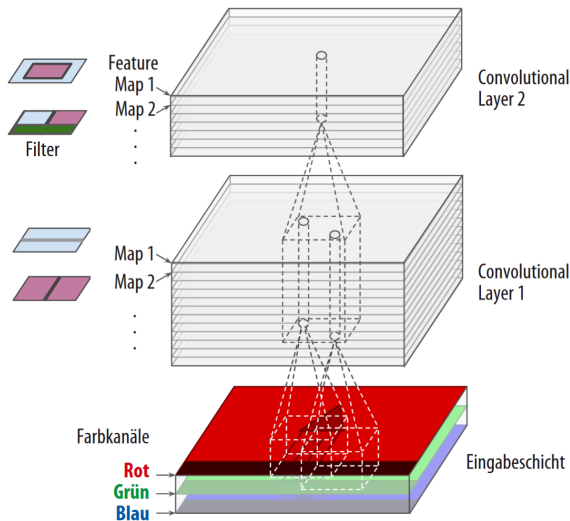 Feature
Map 1
Map 2
.
.
.
Filter
Convolutional
Layer 2
Map 1
Map 2
.
.
.
Convolutional
Layer 1
Farbkanäle
Rot
Grün
Blau
Eingabeschicht